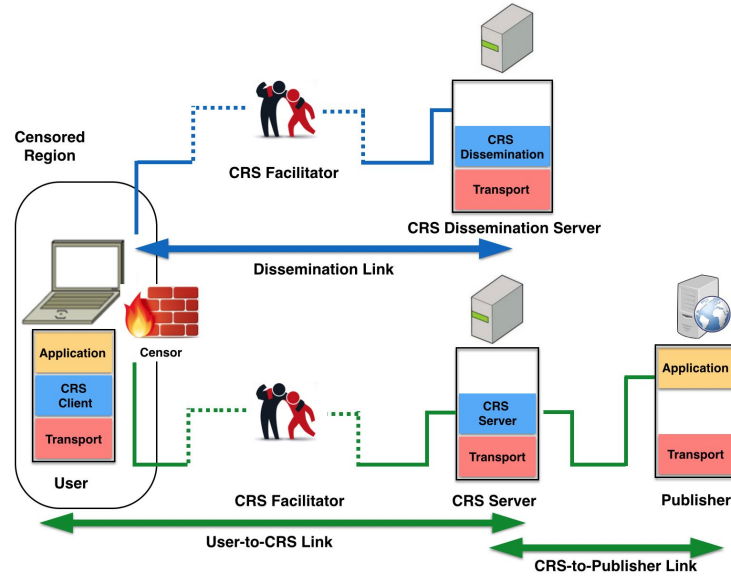 Censored
Region
CRS Facilitator
CRS
Dissemination
Transport
CRS Dissemination Server
Dissemination Link
Censor
Application
CRS
Client
Transport
User
CRS Facilitator
CRS
Server
Transport
CRS Server
Application
Transport
Publisher
User-to-CRS Link
CRS-to-Publisher Link